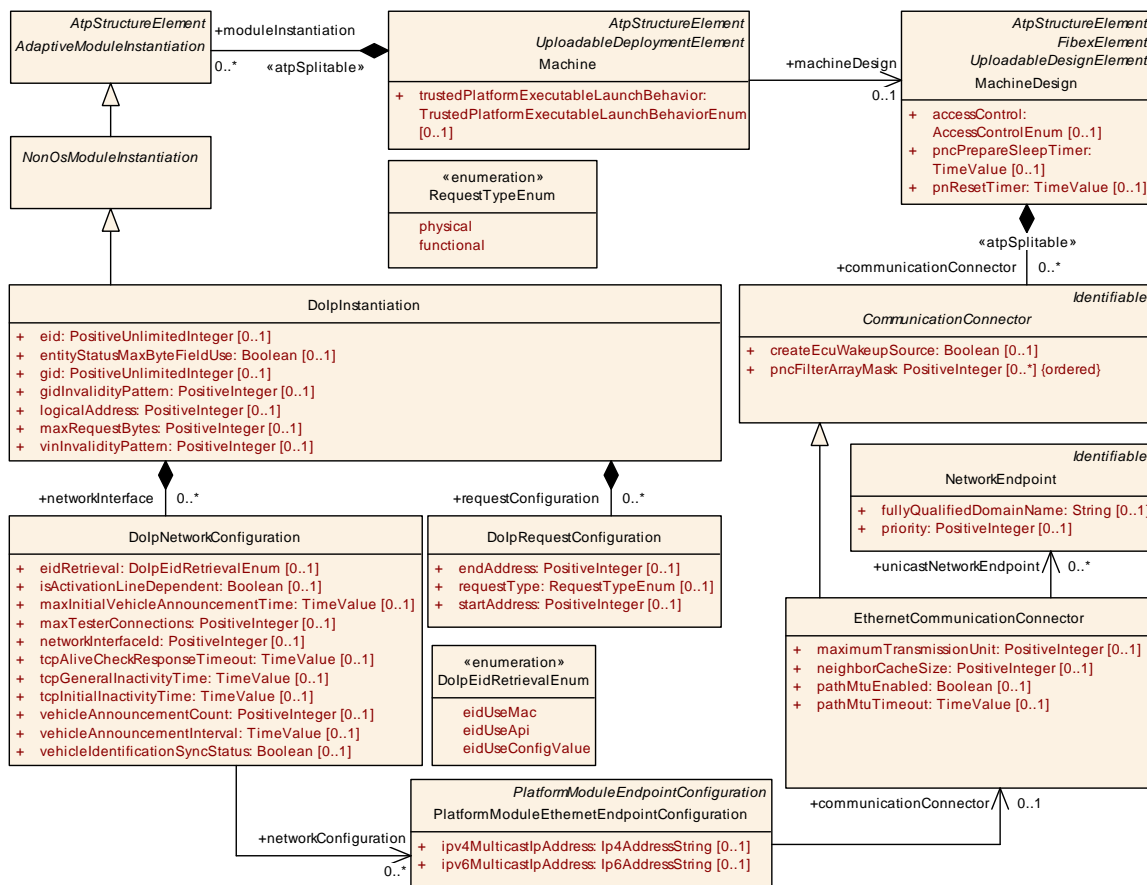 AtpStructureElement
AdaptiveModuleInstantiation
+moduleInstantiation
0..*
«atpSplitable»
AtpStructureElement
UploadableDeploymentElement
Machine
+ trustedPlatformExecutableLaunchBehavior:
TrustedPlatformExecutableLaunchBehaviorEnum
[0..1]
+machineDesign
0..1
AtpStructureElement
FibexElement
UploadableDesignElement
MachineDesign
+ accessControl:
AccessControlEnum [0..1]
+ pncPrepareSleepTimer:
TimeValue [0..1]
+ pnResetTimer: TimeValue [0..1]
NonOsModuleInstantiation
«enumeration»
RequestTypeEnum
physical
functional
«atpSplitable»
+communicationConnector
0..*
DoIpInstantiation
+ eid: PositiveUnlimitedInteger [0..1]
+ entityStatusMaxByteFieldUse: Boolean [0..1]
+ gid: PositiveUnlimitedInteger [0..1]
+ gidInvalidityPattern: PositiveInteger [0..1]
+ logicalAddress: PositiveInteger [0..1]
+ maxRequestBytes: PositiveInteger [0..1]
+ vinInvalidityPattern: PositiveInteger [0..1]
Identifiable
CommunicationConnector
+ createEcuWakeupSource: Boolean [0..1]
+ pncFilterArrayMask: PositiveInteger [0..*] {ordered}
+networkInterface
0..*
+requestConfiguration
0..*
Identifiable
NetworkEndpoint
+ fullyQualifiedDomainName: String [0..1]
+ priority: PositiveInteger [0..1]
DoIpNetworkConfiguration
+ eidRetrieval: DoIpEidRetrievalEnum [0..1]
+ isActivationLineDependent: Boolean [0..1]
+ maxInitialVehicleAnnouncementTime: TimeValue [0..1]
+ maxTesterConnections: PositiveInteger [0..1]
+ networkInterfaceId: PositiveInteger [0..1]
+ tcpAliveCheckResponseTimeout: TimeValue [0..1]
+ tcpGeneralInactivityTime: TimeValue [0..1]
+ tcpInitialInactivityTime: TimeValue [0..1]
+ vehicleAnnouncementCount: PositiveInteger [0..1]
+ vehicleAnnouncementInterval: TimeValue [0..1]
+ vehicleIdentificationSyncStatus: Boolean [0..1]
DoIpRequestConfiguration
+ endAddress: PositiveInteger [0..1]
+ requestType: RequestTypeEnum [0..1]
+ startAddress: PositiveInteger [0..1]
+unicastNetworkEndpoint
0..*
EthernetCommunicationConnector
+ maximumTransmissionUnit: PositiveInteger [0..1]
+ neighborCacheSize: PositiveInteger [0..1]
+ pathMtuEnabled: Boolean [0..1]
+ pathMtuTimeout: TimeValue [0..1]
«enumeration»
DoIpEidRetrievalEnum
eidUseMac
eidUseApi
eidUseConfigValue
+communicationConnector
0..1
+networkConfiguration
0..*
PlatformModuleEndpointConfiguration
PlatformModuleEthernetEndpointConfiguration
+ ipv4MulticastIpAddress: Ip4AddressString [0..1]
+ ipv6MulticastIpAddress: Ip6AddressString [0..1]